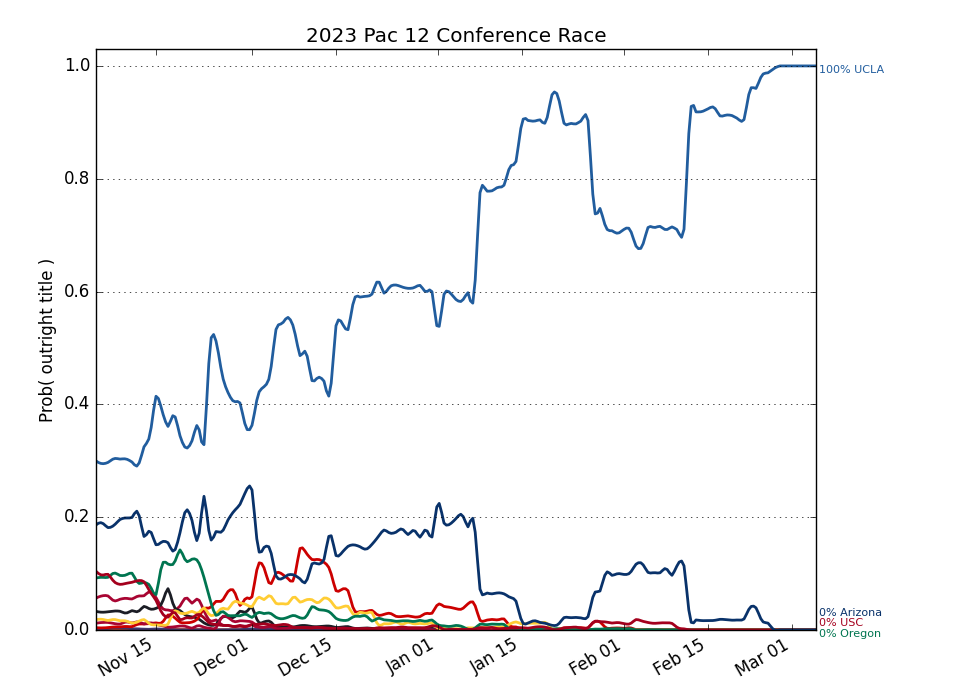 2023 Pac 12 Conference Race
Prob( outright title )
1.0
0.8
0.6
0.4
0.2
0.0
100% UCLA
0% Arizona
0% USC
0% Oregon
Nov 15
Dec 01
Dec 15
Jan 01
Jan 15
Feb 01
Feb 15
Mar 01